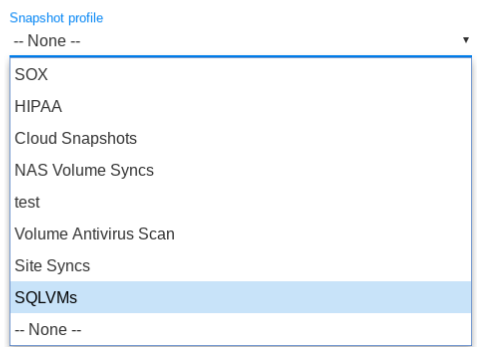 Snapshot profile
-- None --
SOX
HIPAA
Cloud Snapshots
NAS Volume Syncs
test
Volume Antivirus Scan
Site Syncs
SQLVMs
-- None --